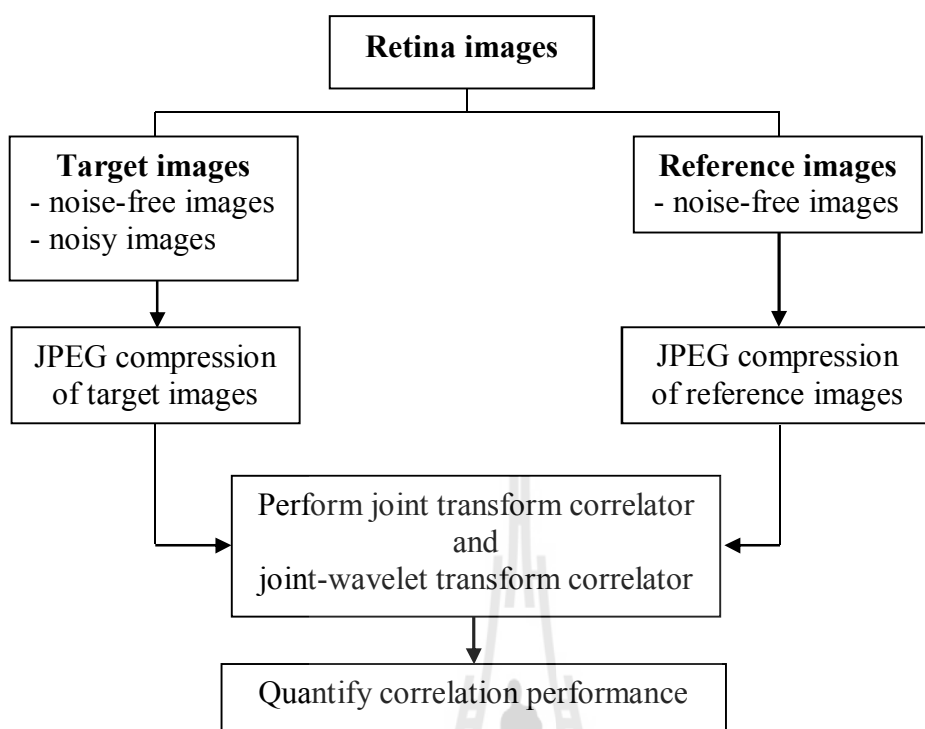 Retina images
Target images
- noise-free images
- noisy images
Reference images
- noise-free images
JPEG compression
of target images
JPEG compression
of reference images
Perform joint transform correlator
and
joint-wavelet transform correlator
Quantify correlation performance